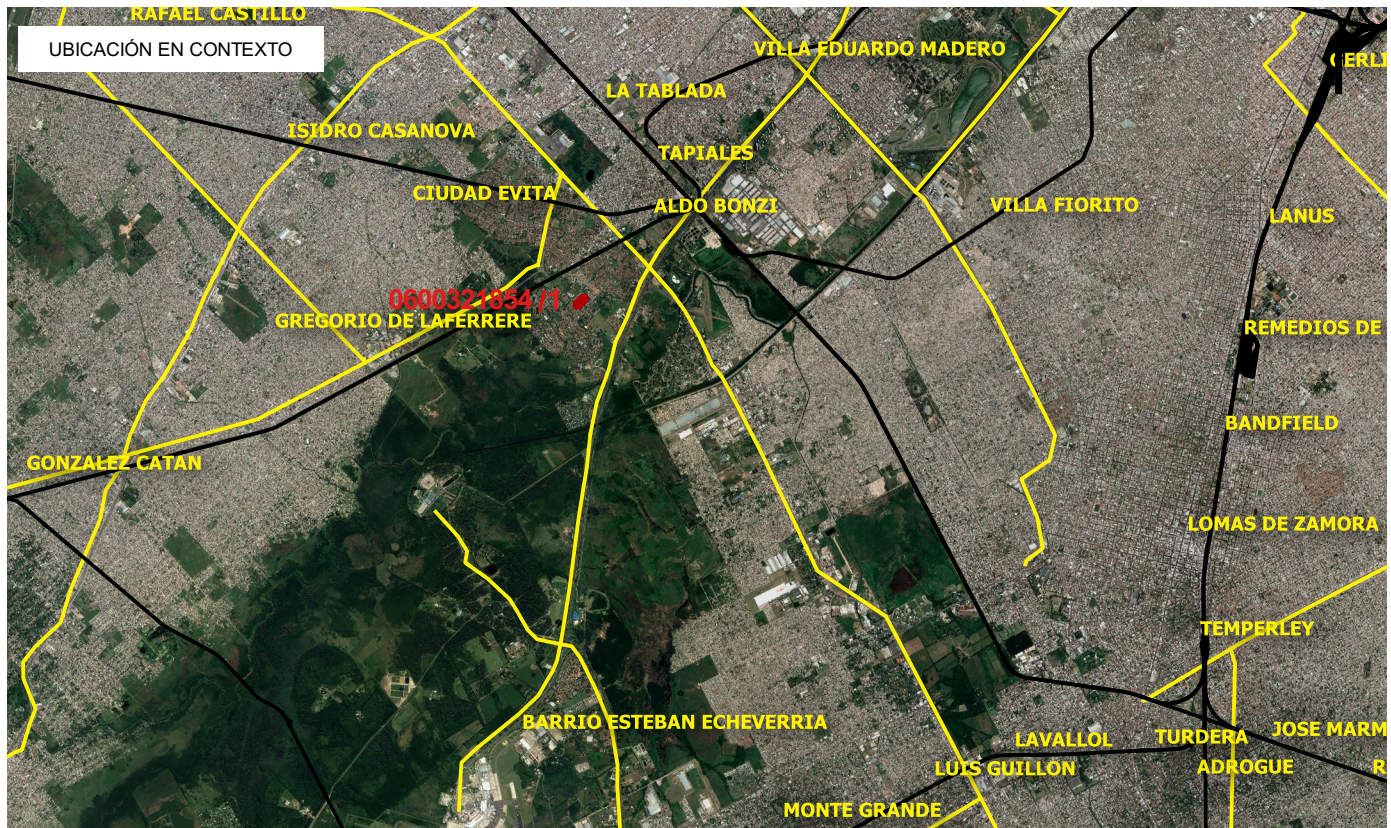 RAFAEL CASTILLO
UBICACIÓN EN CONTEXTO
VILLA EDUARDO MADERO
GERLI
LA TABLADA
ISIDRO CASANOVA
TAPIALES
CIUDAD EVITA
ALDO BONZI
VILLA FIORITO
LANUS
0600321854 /1
GREGORIO DE LAFERRERE
REMEDIOS DE
BANDFIELD
GONZALEZ CATAN
LOMAS DE ZAMORA
TEMPERLEY
BARRIO ESTEBAN ECHEVERRIA
JOSE MARM
TURDERA
LAVALLOL
LUIS GUILLON
ADROGUE
R
MONTE GRANDE